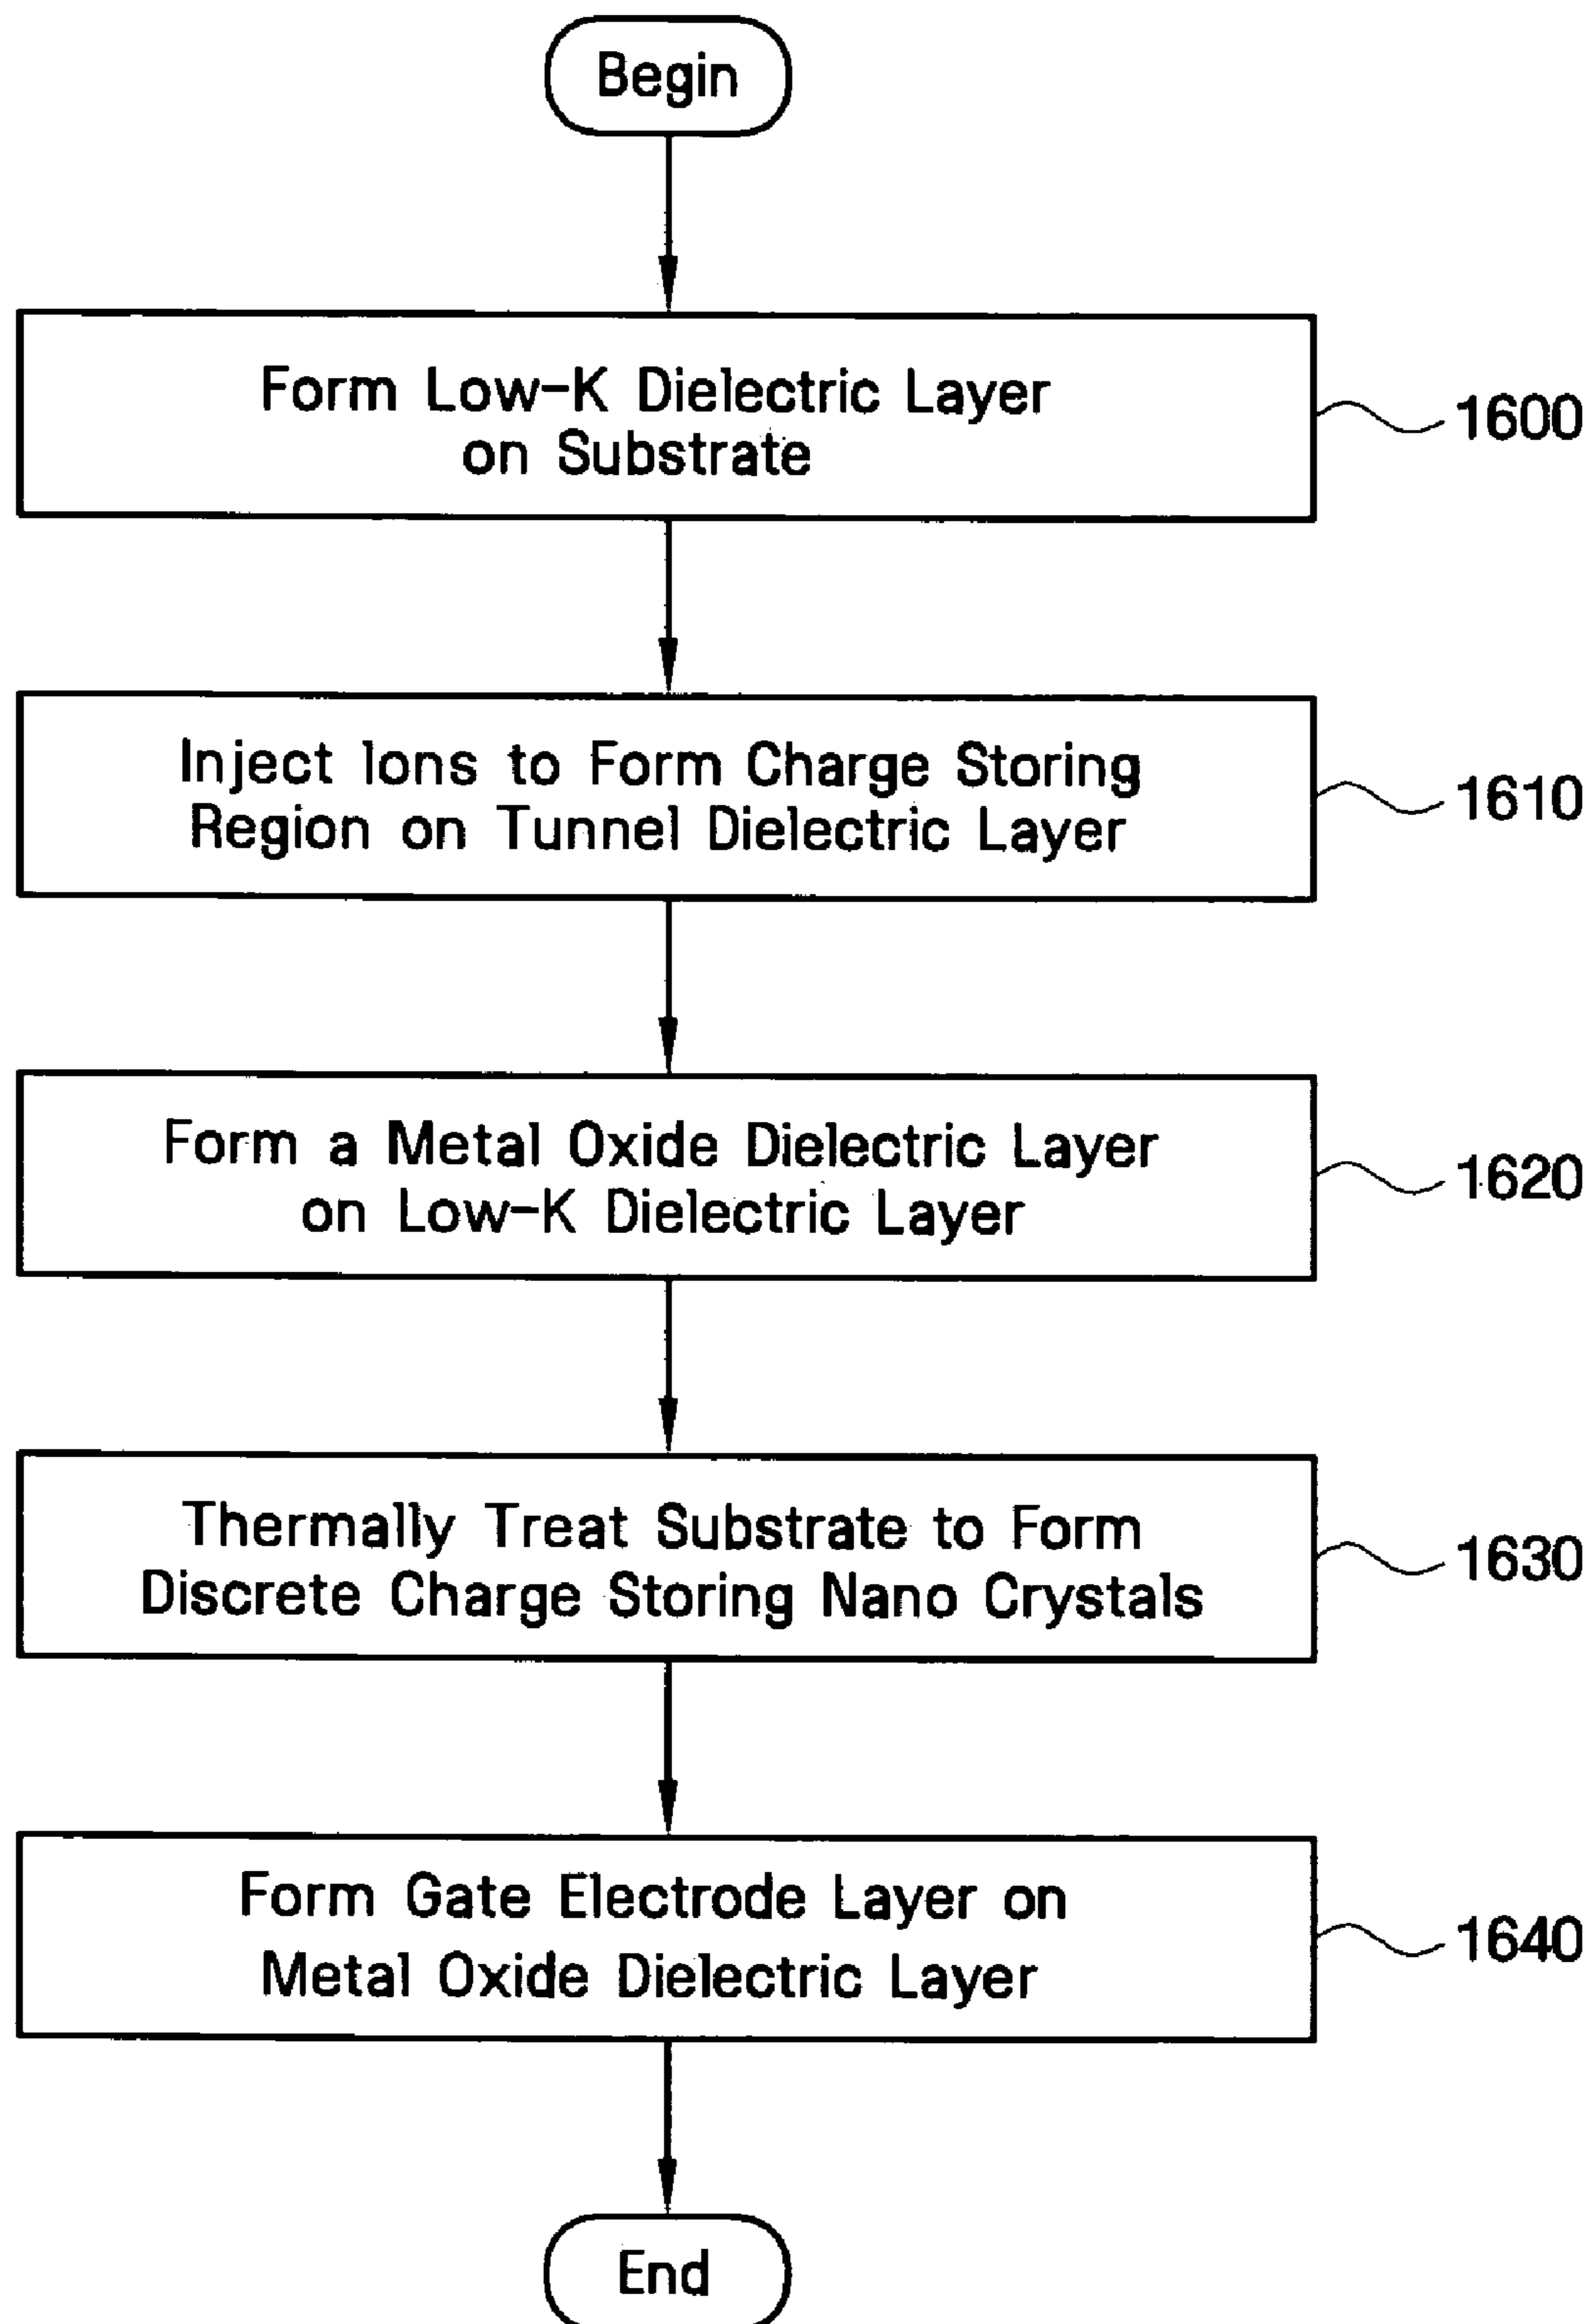 Begin
Form Low-K Dielectric Layer
on Substrate
1600
Inject Ions to Form Charge Storing
Region on Tunnel Dielectric Layer
1610
Form a Metal Oxide Dielectric Layer
on Low-K Dielectric Layer
1620
Thermally Treat Substrate to Form
Discrete Charge Storing Nano Crystals
1630
Form Gate Electrode Layer on
Metal Oxide Dielectric Layer
1640
End